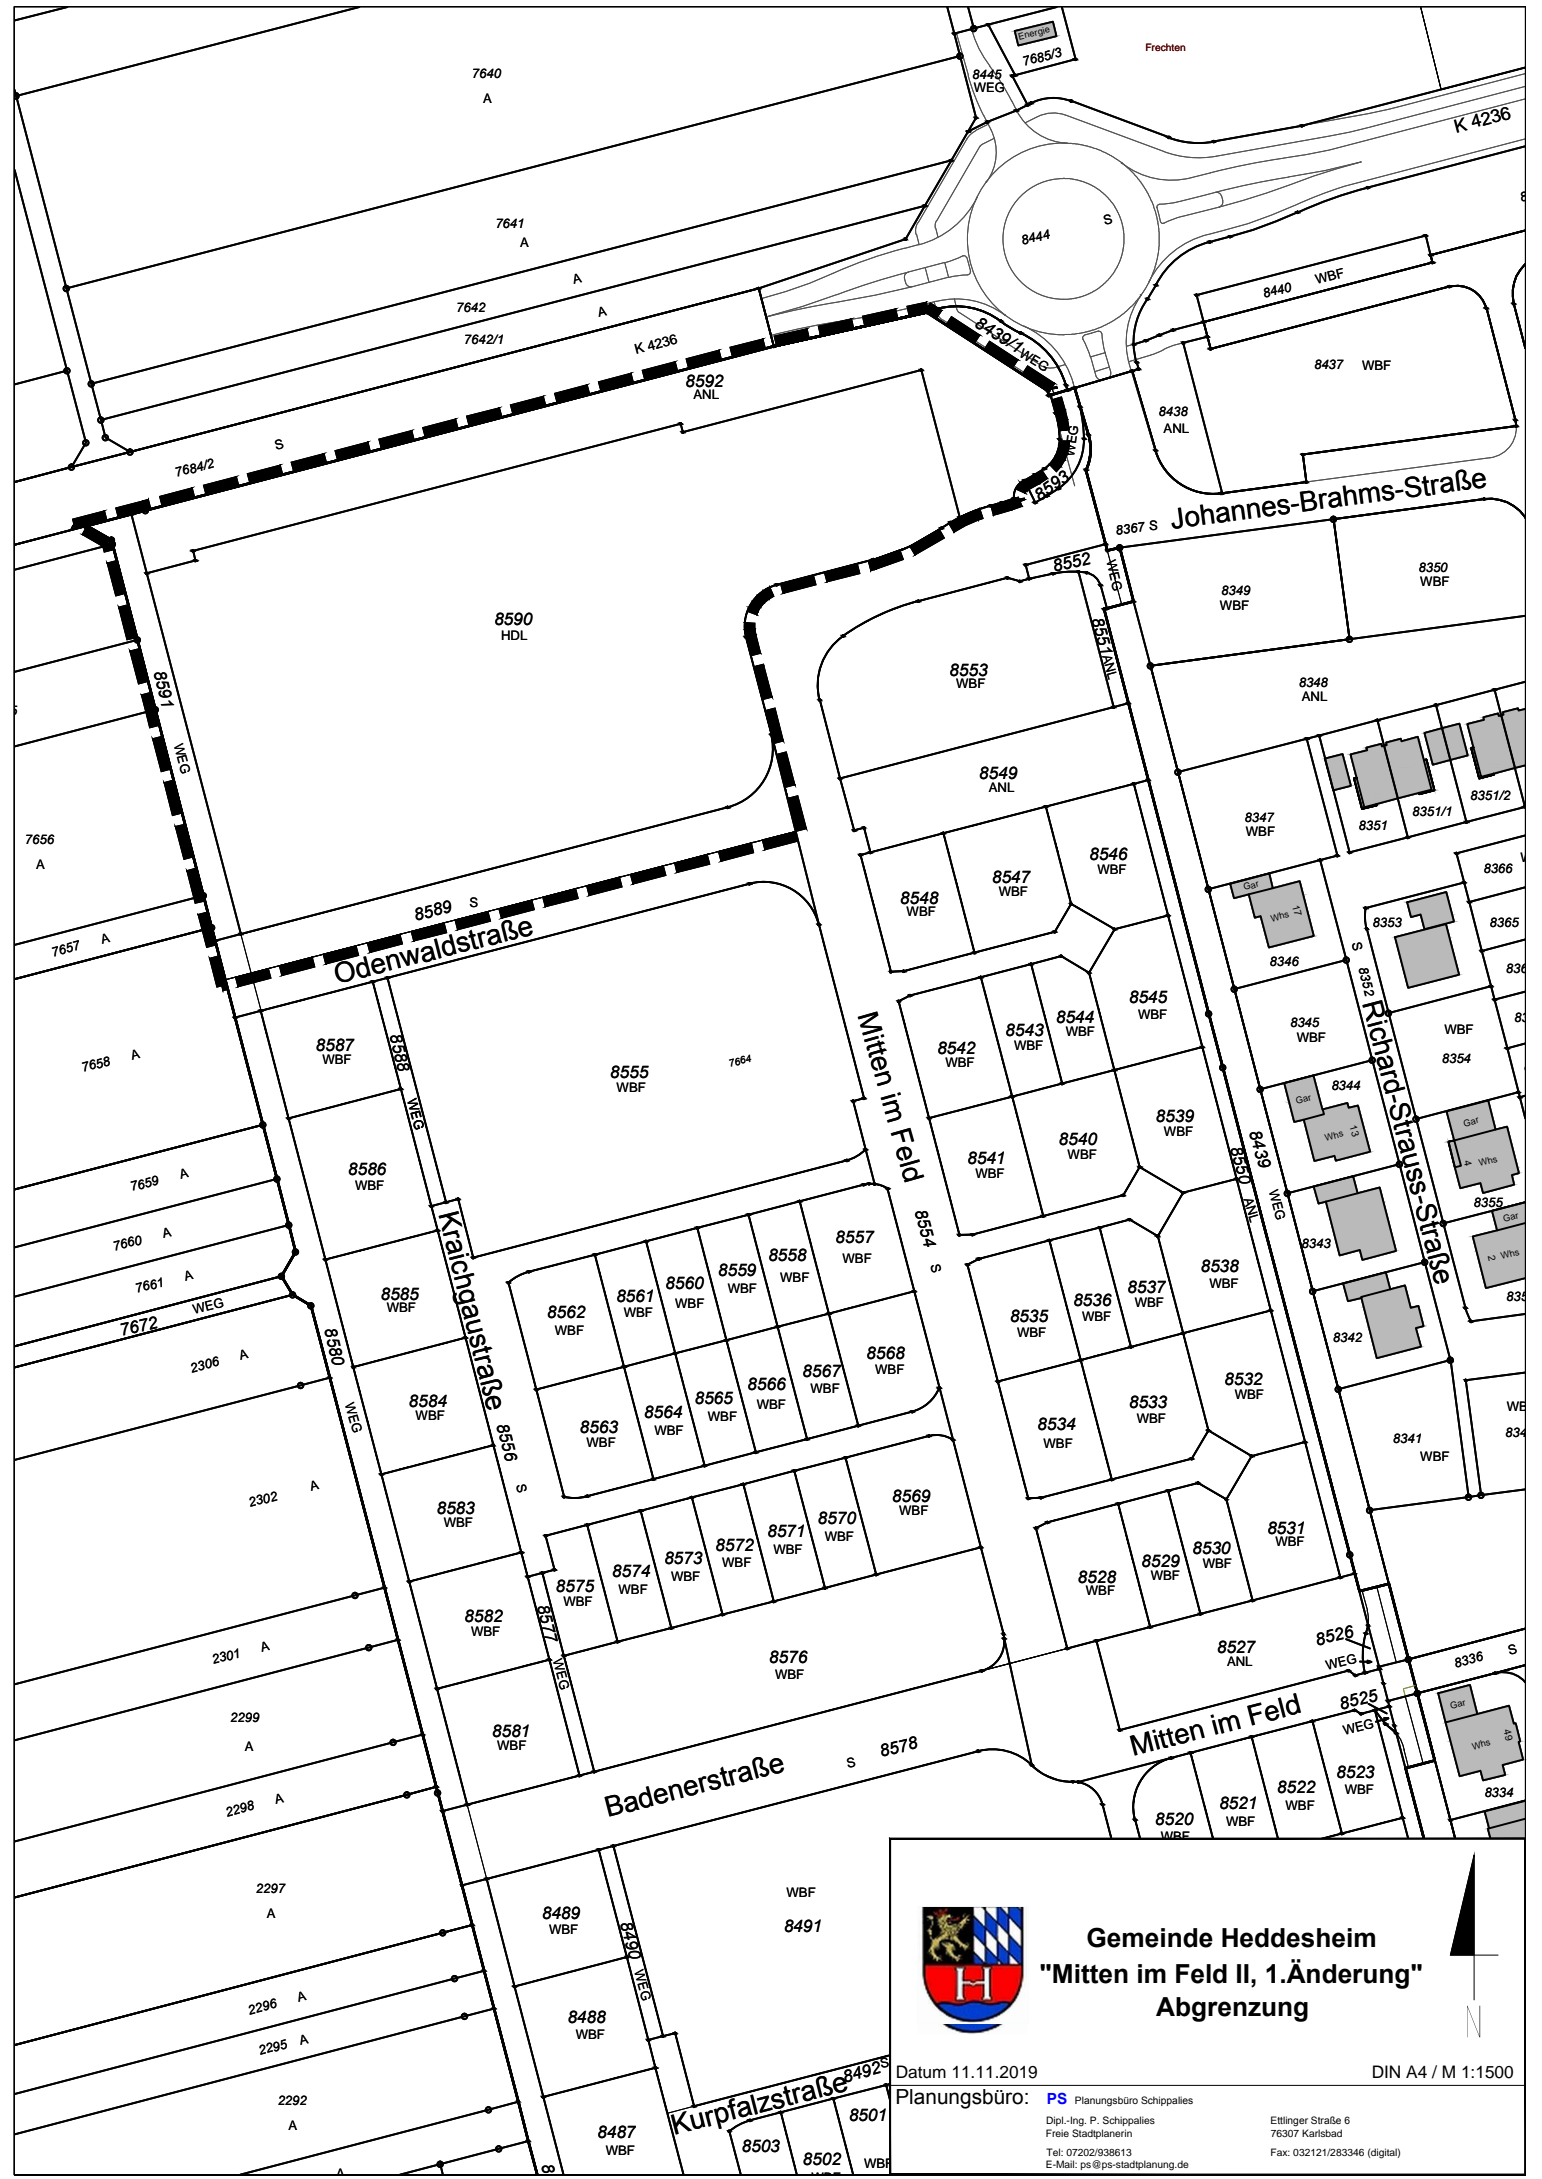 7640
A
8445
WEG
Energie
7685/3
Frechten
K 4236
7641
A
8444
S
7642
A
7642/1
A
K 4236
8440
WBF
8439/1
WEG
8437
WBF
8592
ANL
8438
ANL
7684/2
S
WEG
8593
Johannes-Brahms-Straße
8367 S
8552
WEG
8349
WBF
8350
WBF
8590
HDL
8591
WEG
8551
ANL
8553
WBF
8348
ANL
8549
ANL
8347
WBF
8351
8351/1
8351/2
7656
A
8546
WBF
8547
WBF
8548
WBF
Gar
Whs
17
8346
8366
8353
8365
8589
S
Odenwaldstraße
7657
A
S
8352
Richard-Strauss-Straße
8545
WBF
8544
WBF
8543
WBF
8542
WBF
Mitten im Feld
8345
WBF
WBF
8354
7658
A
8587
WBF
8588
WEG
8555
WBF
7664
8344
Gar
Whs
13
Gar
4
Whs
8355
8539
WBF
8540
WBF
8541
WBF
8439
WEG
8550
ANL
7659
A
8586
WBF
7660
A
7661
A
WEG
7672
8585
WBF
Kraichgaustraße
8557
WBF
8558
WBF
8559
WBF
8560
WBF
8561
WBF
8562
WBF
8554
S
8538
WBF
8537
WBF
8536
WBF
8535
WBF
8343
Gar
2
Whs
8342
2306
A
8580
WEG
8584
WBF
8556
S
8568
WBF
8567
WBF
8566
WBF
8565
WBF
8564
WBF
8563
WBF
8532
WBF
8533
WBF
8534
WBF
8341
WBF
2302
A
8583
WBF
8569
WBF
8570
WBF
8571
WBF
8572
WBF
8573
WBF
8574
WBF
8575
WBF
8531
WBF
8530
WBF
8529
WBF
8528
WBF
2301
A
8582
WBF
8577
WEG
8576
WBF
8527
ANL
8526
WEG
8336
S
2299
A
8581
WBF
Badenerstraße
S
8578
Mitten im Feld
8525
WEG
Gar
Whs
49
8334
2298
A
8523
WBF
8522
WBF
8521
WBF
8520
WBF
2297
A
8489
WBF
8490
WEG
WBF
8491
2296
A
2295
A
8488
WBF
2292
A
8487
WBF
Kurpfalzstraße
8492
S
8503
8502
8501
WBF
A
Gemeinde Heddesheim
"Mitten im Feld II, 1.Änderung"
Abgrenzung
N
Datum 11.11.2019
DIN A4 / M 1:1500
Planungsbüro:
PS Planungsbüro Schippalies
Dipl.-Ing. P. Schippalies
Freie Stadtplanerin
Ettlinger Straße 6
76307 Karlsbad
Tel: 07202/938613
Fax: 032121/283346 (digital)
E-Mail: ps@ps-stadtplanung.de